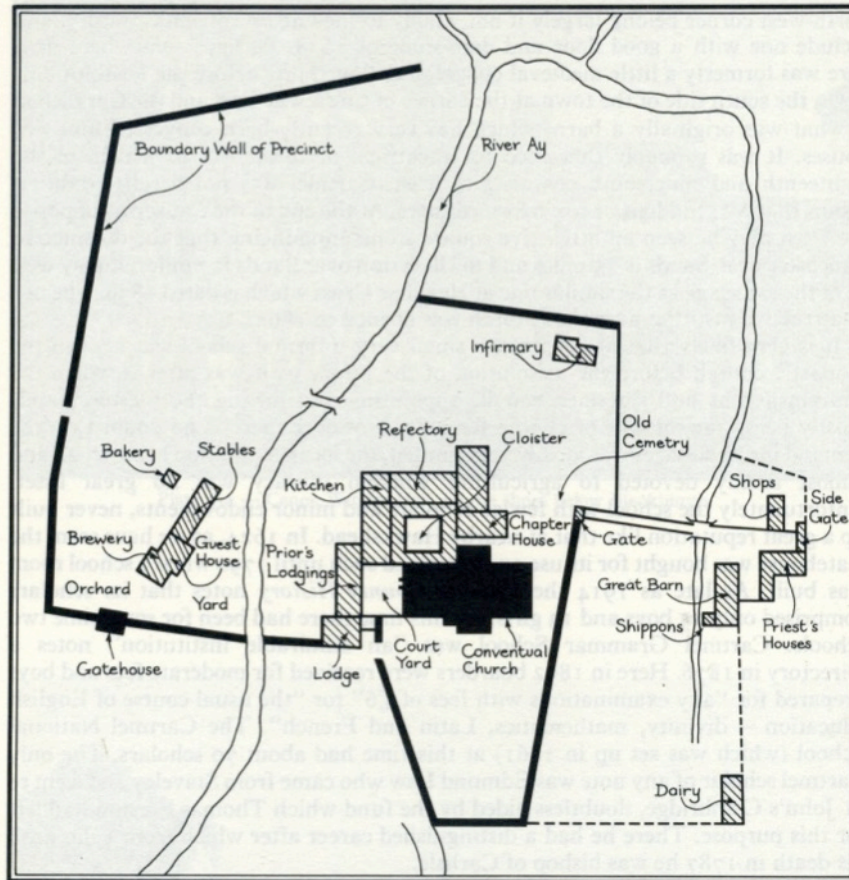 Boundary Wall of Precinct
River Ay
Infirmary
Refectory
Cloister
Old
Cemetry
Stables
Bakery
Kitchen
Shops
Side
Gate
Brewery
Guest
House
Prior's
Lodgings
Chapter
House
Gate
Great Barn
Orchard
Yard
Shippons
Priest's
Houses
Gatehouse
Lodge
Court
Yard
Conventual
Church
Dairy